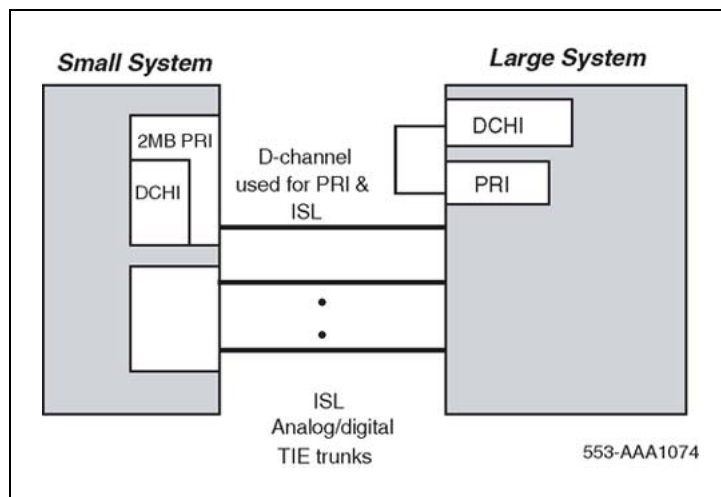 Small System
Large System
2MB PRI
DCHI
D-channel
used for PRI &
ISL
DCHI
PRI
ISL
Analog/digital
TIE trunks
553-AAA1074